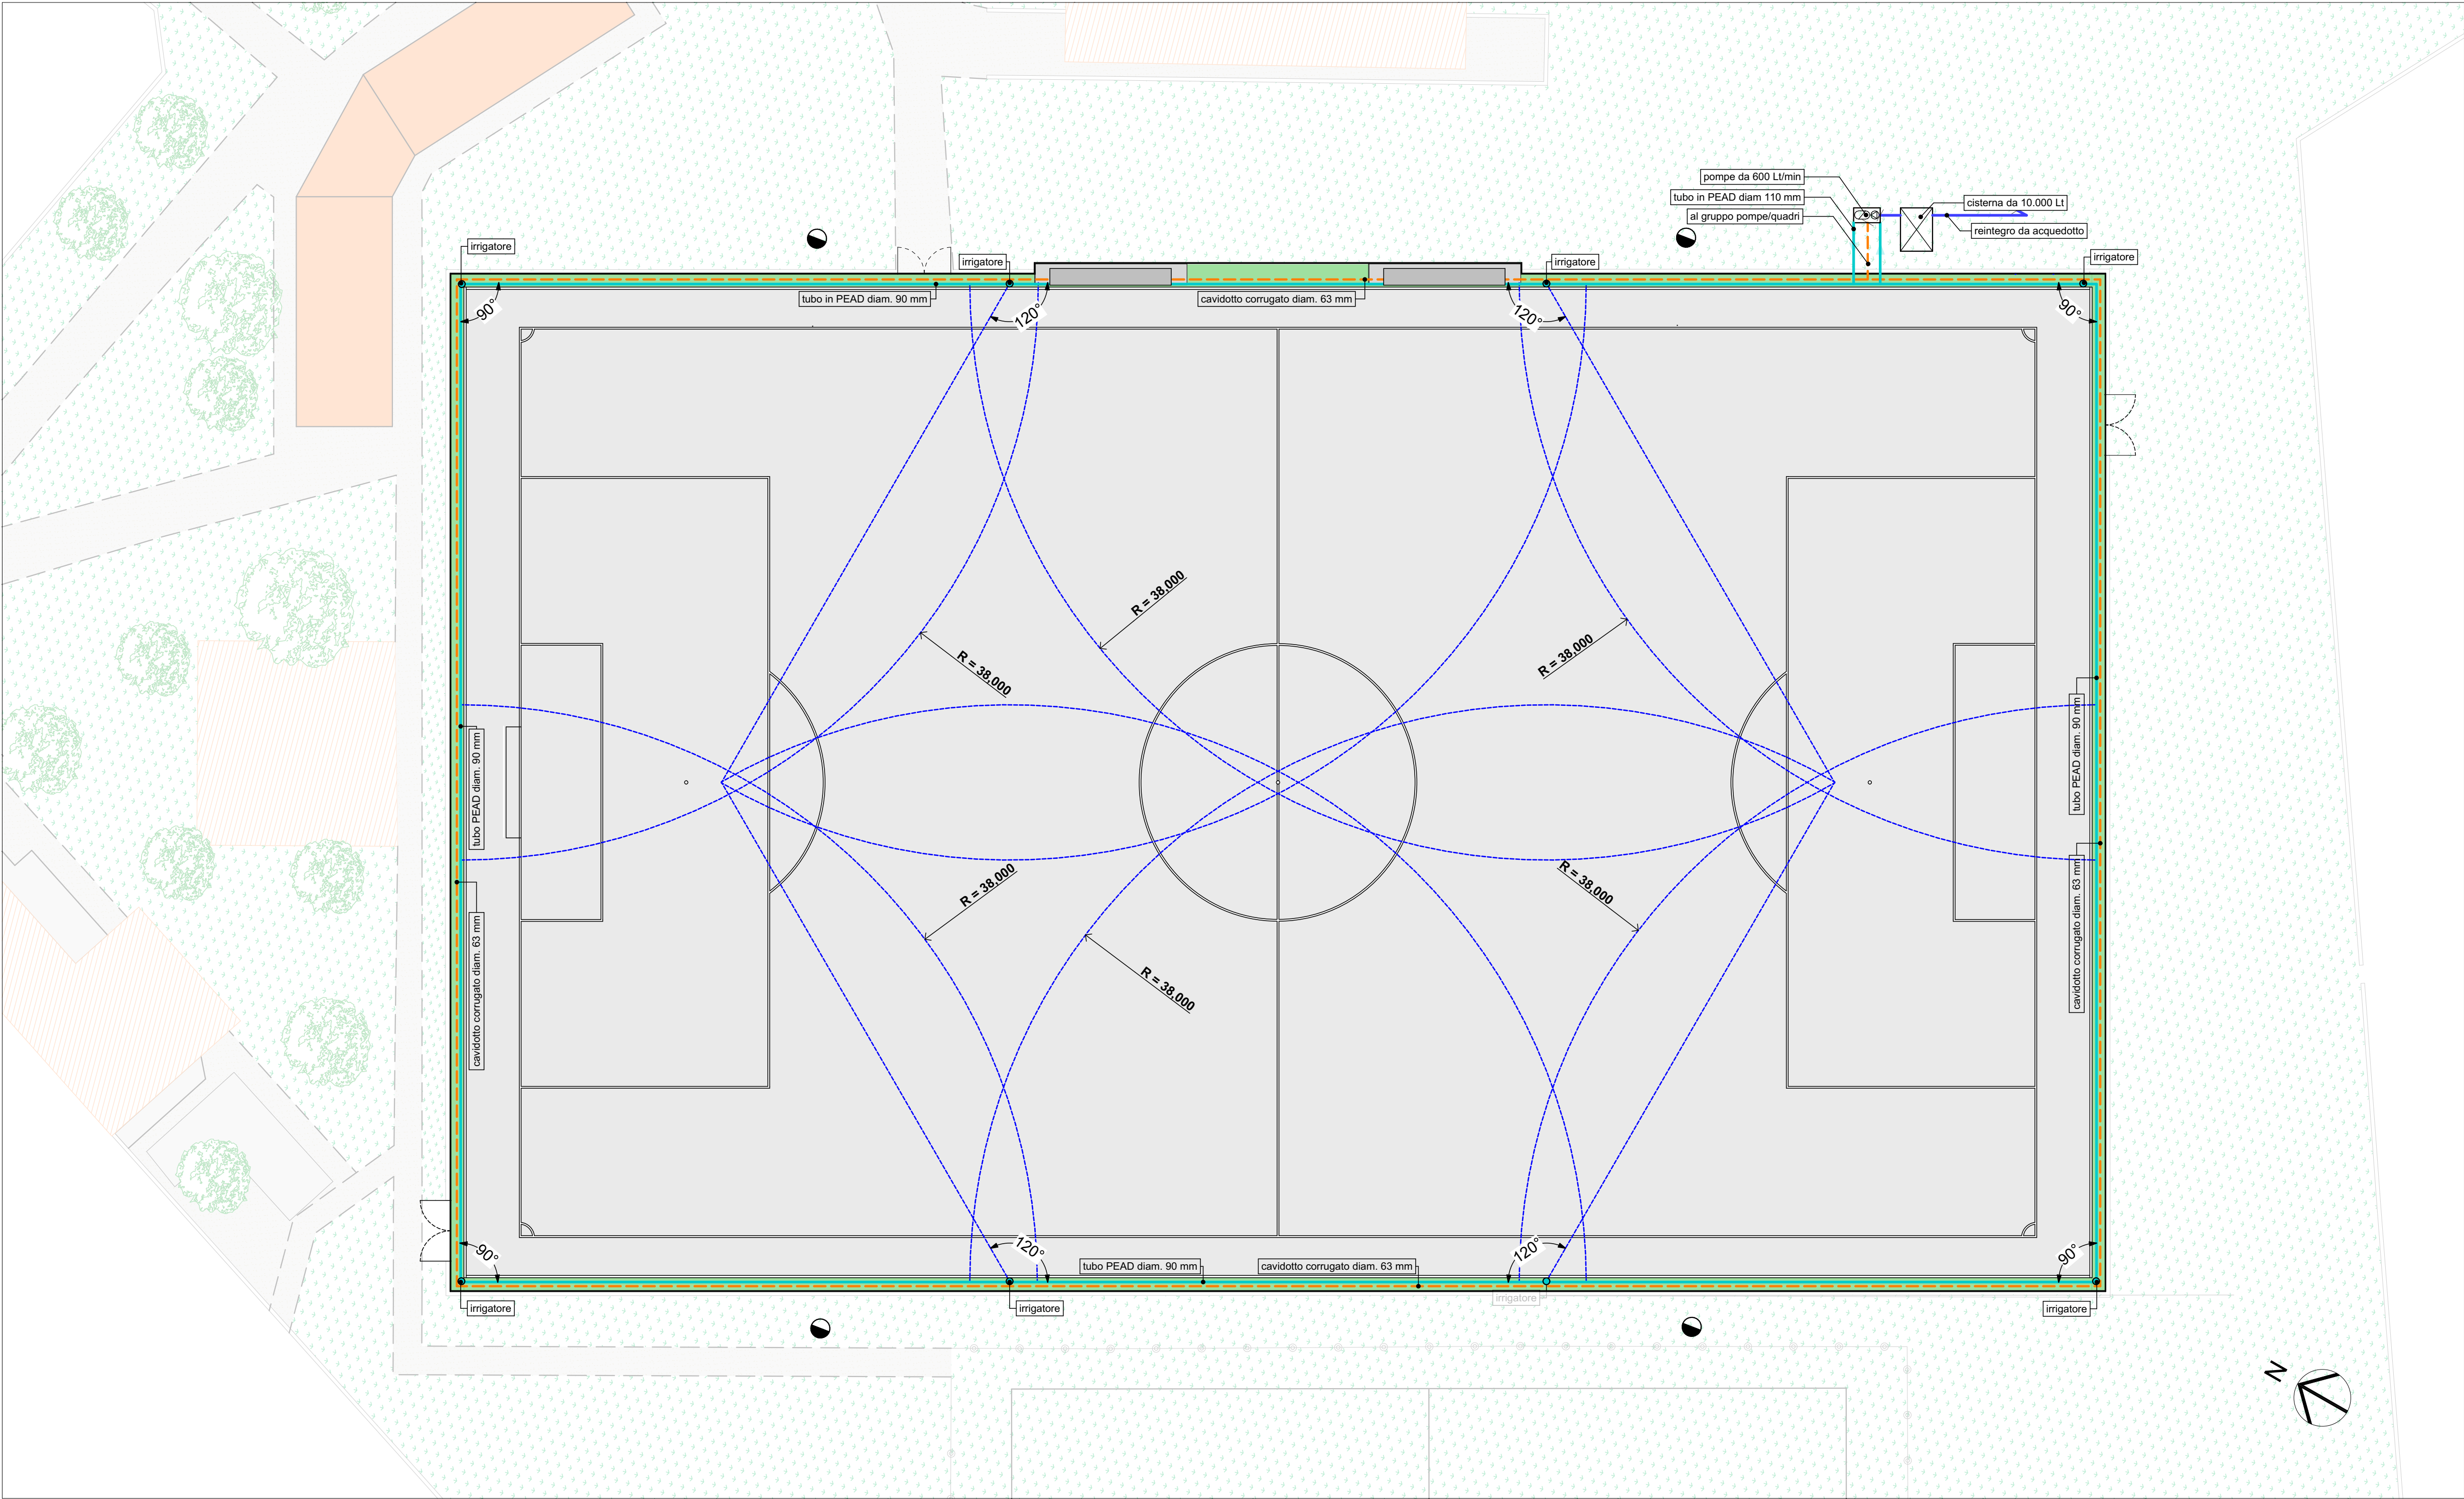 pompe da 600 Lt/min
tubo in PEAD diam 110 mm
cisterna da 10.000 Lt
al gruppo pompe/quadri
reintegro da acquedotto
irrigatore
irrigatore
irrigatore
irrigatore
tubo in PEAD diam. 90 mm
cavidotto corrugato diam. 63 mm
90°
120°
120°
90°
R = 38,000
R = 38,000
R = 38,000
tubo PEAD diam. 90 mm
tubo PEAD diam. 90 mm
R = 38,000
R = 38,000
cavidotto corrugato diam. 63 mm
cavidotto corrugato diam. 63 mm
R = 38,000
90°
120°
120°
90°
tubo PEAD diam. 90 mm
cavidotto corrugato diam. 63 mm
irrigatore
irrigatore
irrigatore
irrigatore
N